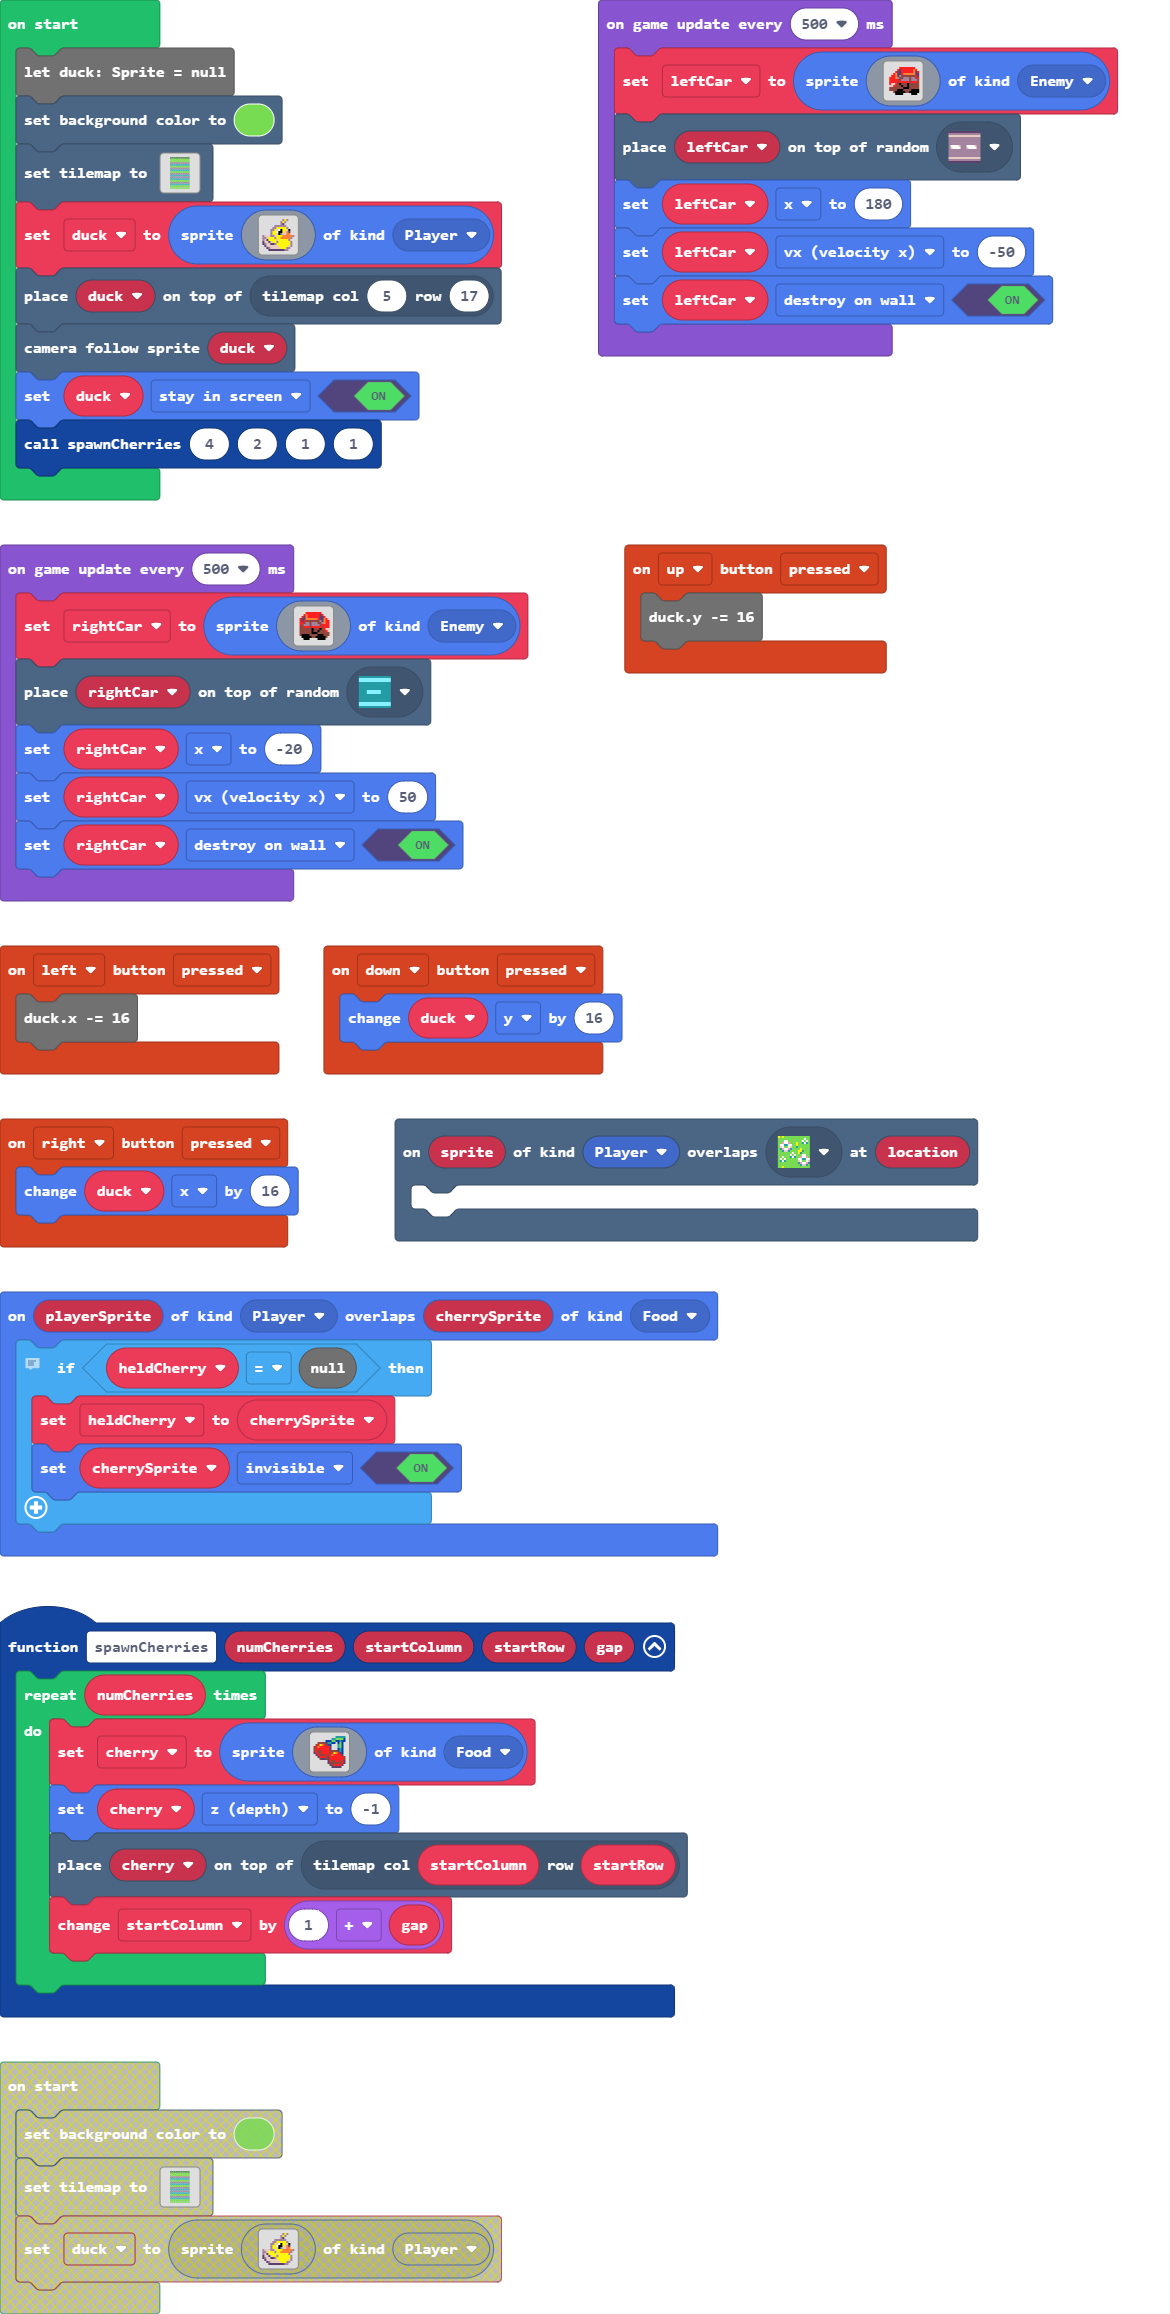 on start
let duck: Sprite = null
set background color to
set tilemap to
set duck to sprite of kind Player
place duck on top of tilemap col 5 row 17
camera follow sprite duck
set duck stay in screen ON
call spawnCherries 4 2 1 1
on game update every 500 ms
set leftCar to sprite of kind Enemy
place leftCar on top of random
set leftCar x to 180
set leftCar vx (velocity x) to -50
set leftCar destroy on wall ON
on game update every 500 ms
set rightCar to sprite of kind Enemy
place rightCar on top of random
set rightCar x to -20
set rightCar vx (velocity x) to 50
set rightCar destroy on wall ON
on up button pressed
duck.y -= 16
on left button pressed
duck.x -= 16
on down button pressed
change duck y by 16
on right button pressed
change duck x by 16
on sprite of kind Player overlaps at location
on playerSprite of kind Player overlaps cherrySprite of kind Food
if heldCherry = null then
set heldCherry to cherrySprite
set cherrySprite invisible ON
function spawnCherries numCherries startColumn startRow gap
repeat numCherries times
do
set cherry to sprite of kind Food
set cherry z (depth) to -1
place cherry on top of tilemap col startColumn row startRow
change startColumn by 1 + gap
on start
set background color to
set tilemap to
set duck to sprite of kind Player